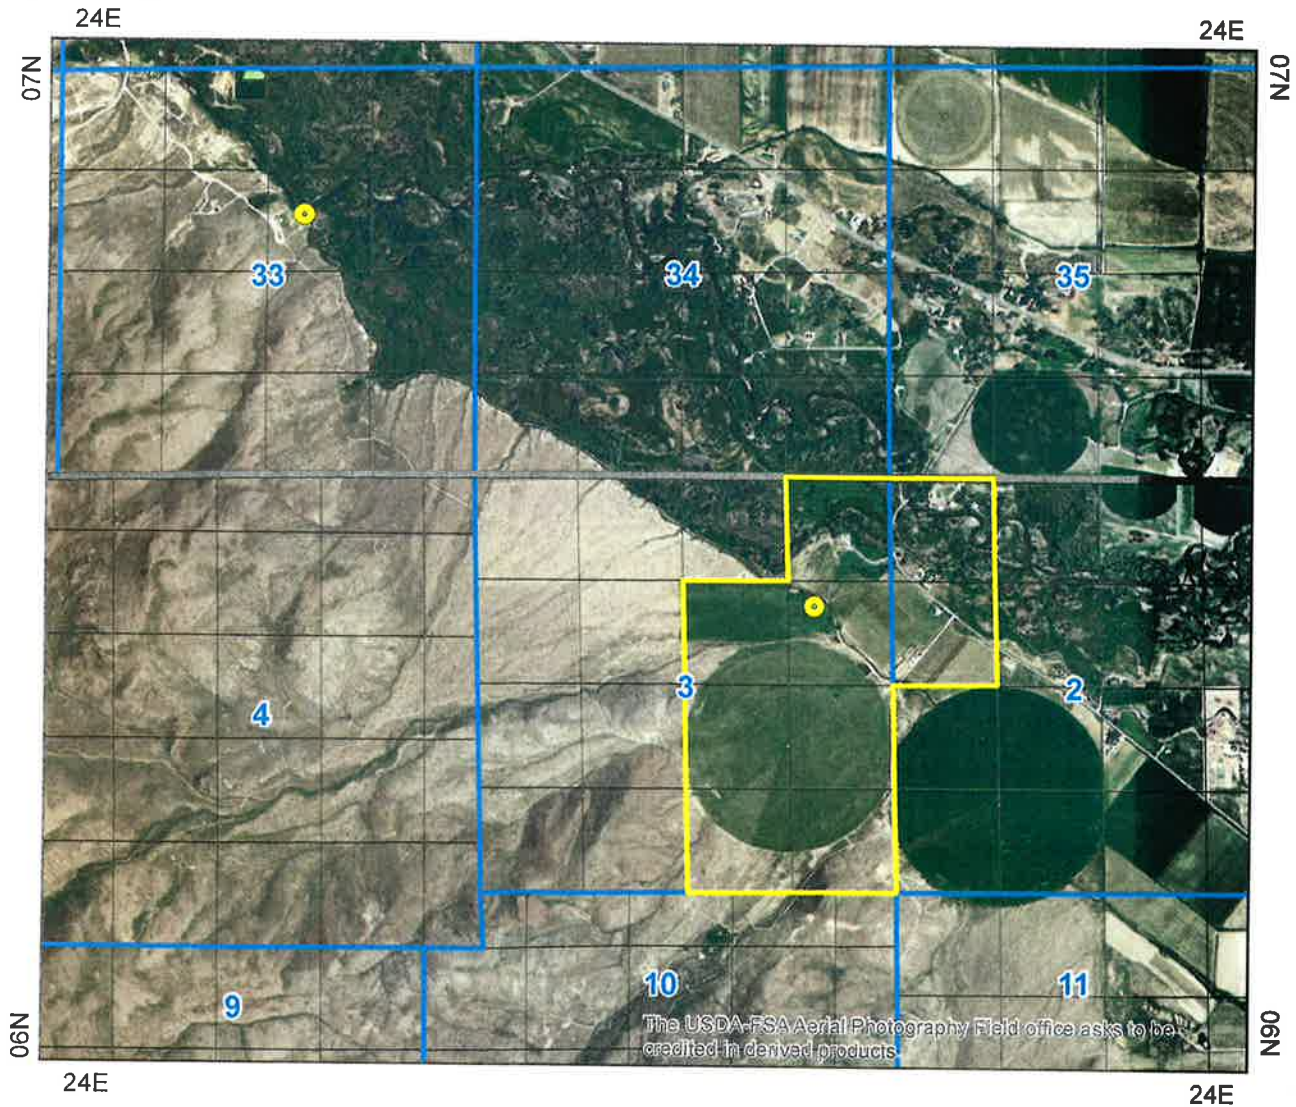 24E
24E
07N
07N
33
34
35
4
3
2
9
10
11
The USDA-FSA Aerial Photography Field office asks to be
credited in derived products
06N
06N
24E
24E